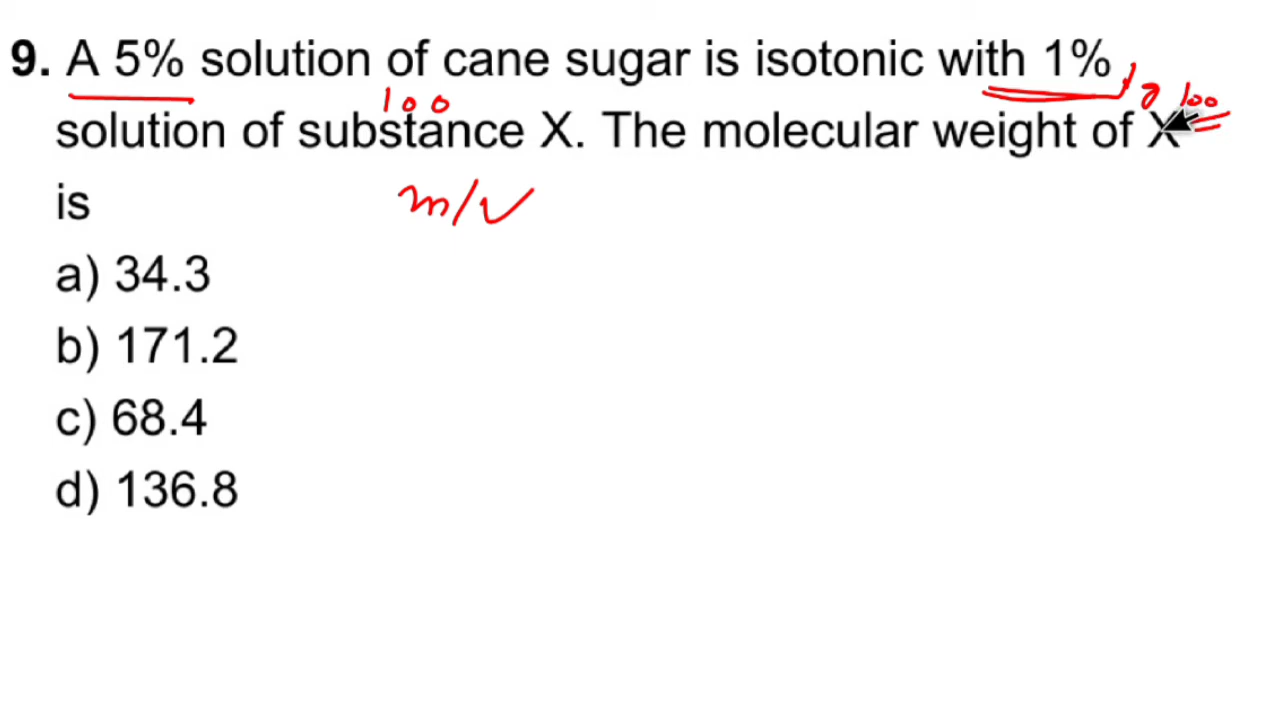 9. A 5% solution of cane sugar is isotonic with 1%
100
100
solution of substance X. The molecular weight of X
is
m/v
a) 34.3
b) 171.2
c) 68.4
d) 136.8